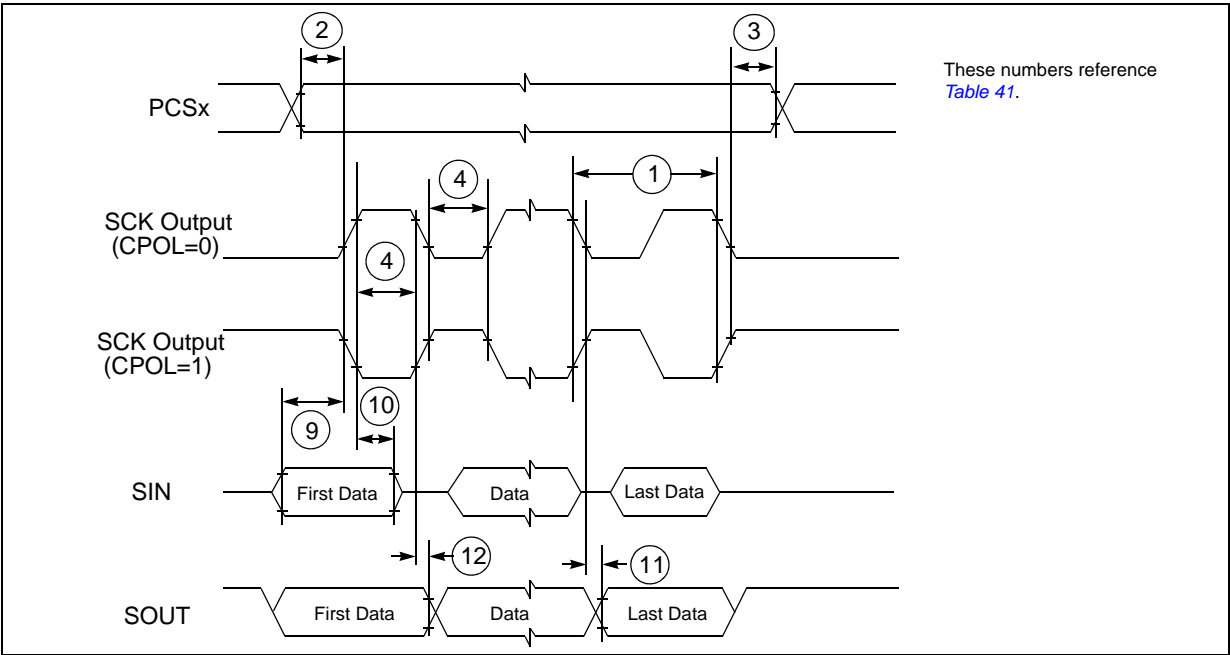 2
3
These numbers reference
Table 41.
PCSx
4
1
SCK Output
(CPOL=0)
4
SCK Output
(CPOL=1)
10
9
SIN
First Data
Data
Last Data
12
11
SOUT
First Data
Data
Last Data